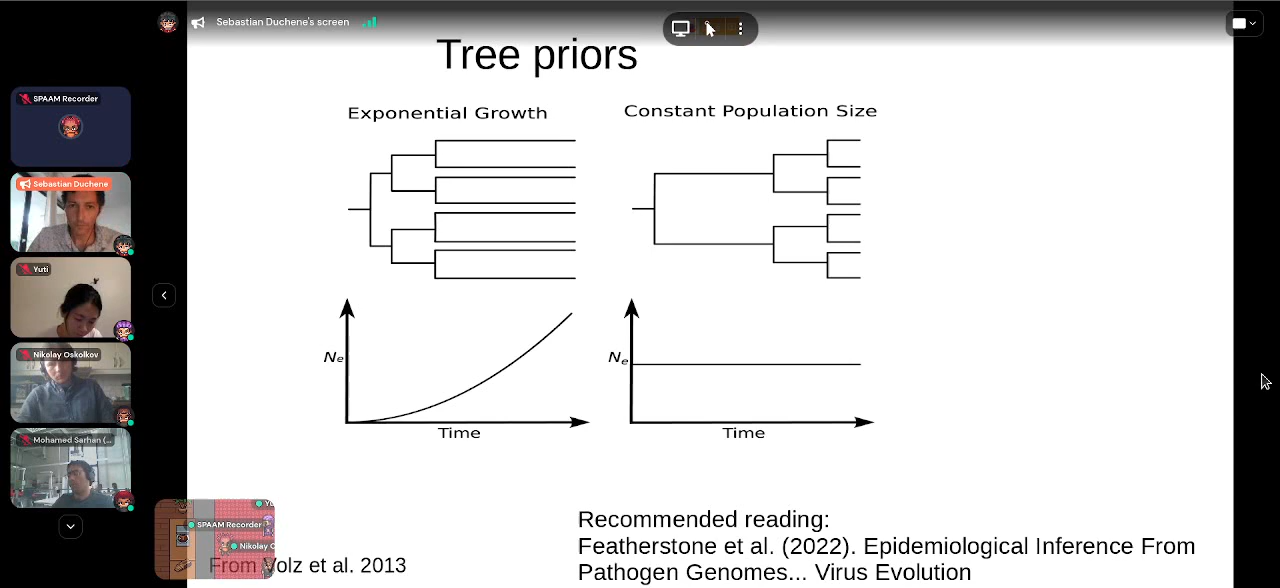 Sebastian Duchene's screen
Tree priors
SPAAM Recorder
Sebastian Duchene
Yuti
Nikolay Oskolkov
Mohamed Sarhan (...
Exponential Growth
Constant Population Size
Ne
Time
Ne
Time
SPAAM Recorder
Nikolay O
From Volz et al. 2013
Recommended reading:
Featherstone et al. (2022). Epidemiological Inference From
Pathogen Genomes... Virus Evolution